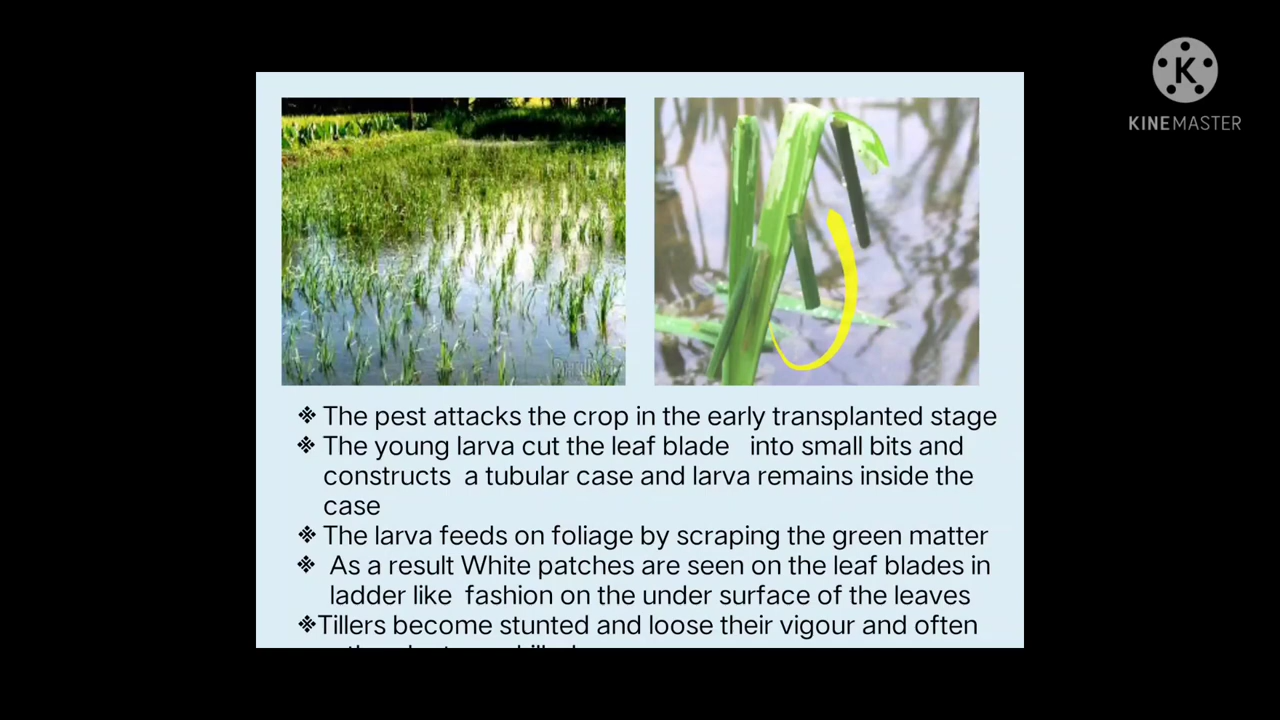 KINEMASTER
❖ The pest attacks the crop in the early transplanted stage
❖ The young larva cut the leaf blade into small bits and
constructs a tubular case and larva remains inside the
case
❖ The larva feeds on foliage by scraping the green matter
❖ As a result White patches are seen on the leaf blades in
ladder like fashion on the under surface of the leaves
❖Tillers become stunted and loose their vigour and often